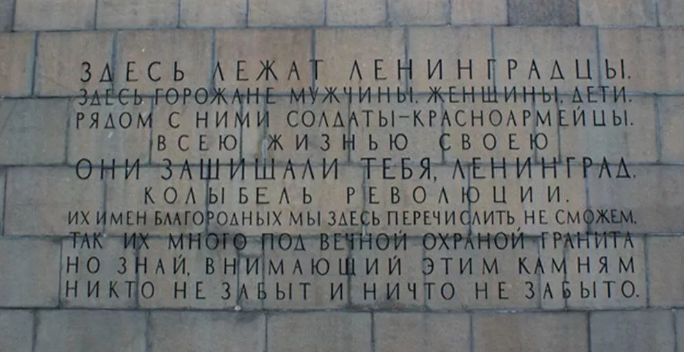 ЗДЕСЬ ЛЕЖАТ ЛЕНИНГРАДЦЫ.
ЗДЕСЬ ГОРОЖАНЕ МУЖЧИНЫ, ЖЕНЩИНЫ, ДЕТИ.
РЯДОМ С НИМИ СОЛДАТЫ-КРАСНОАРМЕЙЦЫ.
ВСЕЮ ЖИЗНЬЮ СВОЕЮ
ОНИ ЗАЩИЩАЛИ ТЕБЯ, ЛЕНИНГРАД.
КОЛЫБЕЛЬ РЕВОЛЮЦИИ.
ИХ ИМЕН БЛАГОРОДНЫХ МЫ ЗДЕСЬ ПЕРЕЧИСЛИТЬ НЕ СМОЖЕМ.
ТАК ИХ МНОГО ПОД ВЕЧНОЙ ОХРАНОЙ ГРАНИТА
НО ЗНАЙ, ВНИМАЮЩИЙ ЭТИМ КАМНЯМ
НИКТО НЕ ЗАБЫТ И НИЧТО НЕ ЗАБЫТО.